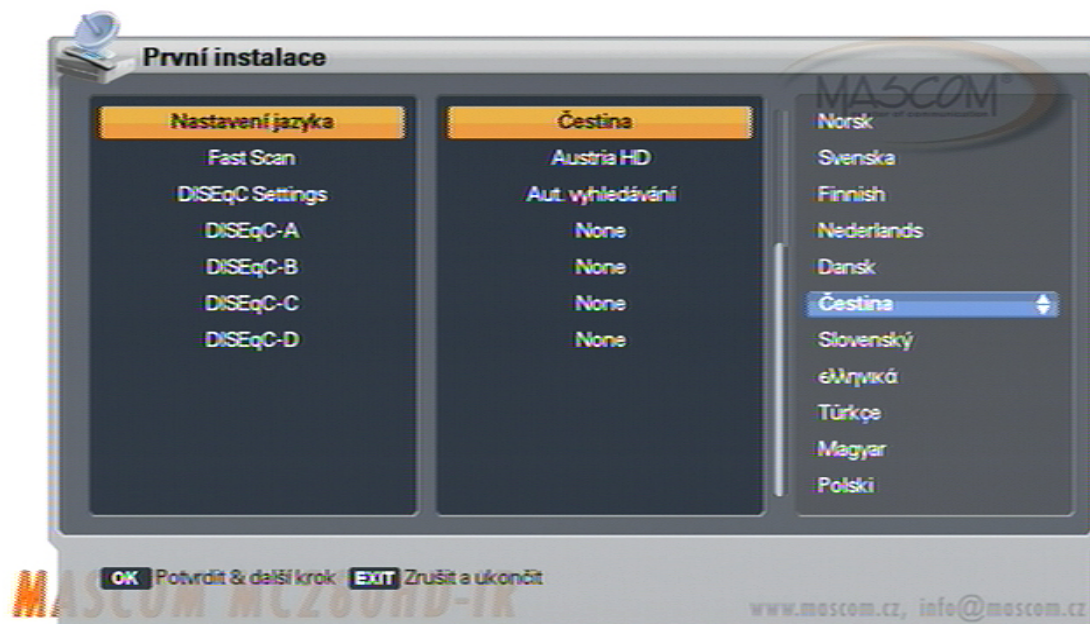 První instalace
MASCOM®
Nastavení jazyka
Fast Scan
DISEqC Settings
DISEqC-A
DISEqC-B
DISEqC-C
DISEqC-D
Čestina
Austria HD
Aut. vyhledávání
None
None
None
None
Norsk
Svenska
Finnish
Nederlands
Dansk
Čestina
Slovenský
ελληνικά
Türkçe
Magyar
Polski
OK Potvrdit & další krok EXIT Zrušit a ukončit
MASCOM MC280HD-IR
www.mascom.cz, info@mascom.cz